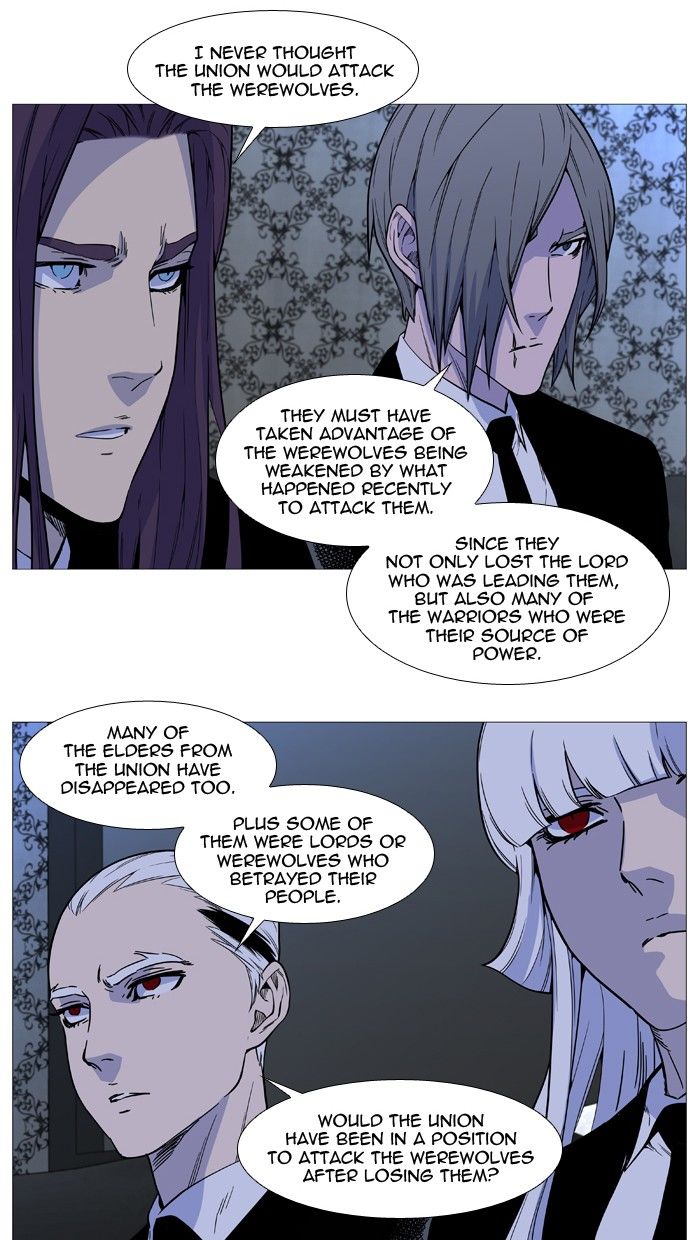 I NEVER THOUGHT
THE UNION WOULD ATTACK
THE WEREWOLVES.
THEY MUST HAVE
TAKEN ADVANTAGE OF
THE WEREWOLVES BEING
WEAKENED BY WHAT
HAPPENED RECENTLY
TO ATTACK THEM.
SINCE THEY
NOT ONLY LOST THE LORD
WHO WAS LEADING THEM,
BUT ALSO MANY OF
THE WARRIORS WHO WERE
THEIR SOURCE OF
POWER.
MANY OF
THE ELDERS FROM
THE UNION HAVE
DISAPPEARED TOO.
PLUS SOME OF
THEM WERE LORDS OR
WEREWOLVES WHO
BETRAYED THEIR
PEOPLE.
WOULD THE UNION
HAVE BEEN IN A POSITION
TO ATTACK THE WEREWOLVES
AFTER LOSING THEM?